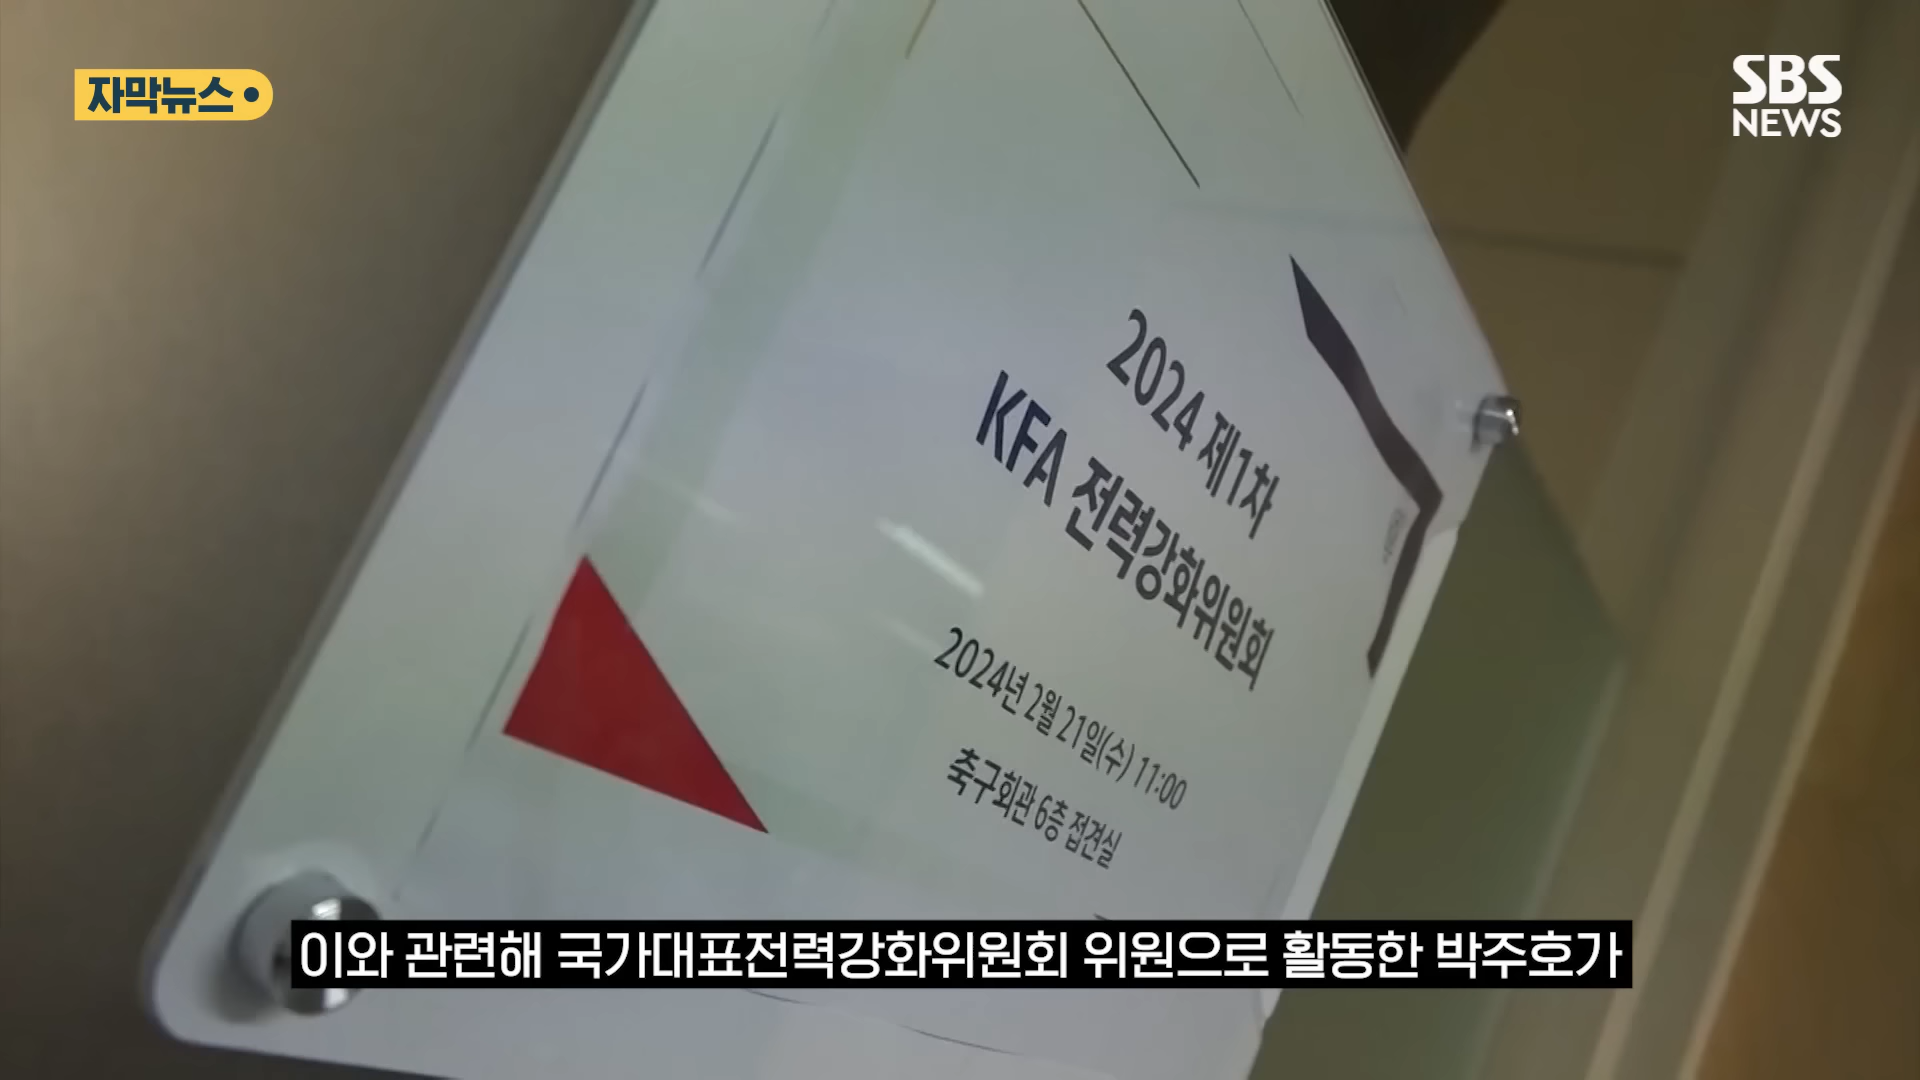 자막뉴스
SBS
NEWS
2024 제1차
KFA 전력강화위원회
2024년 2월 21일(수) 11:00
축구회관 6층 접견실
이와 관련해 국가대표전력강화위원회 위원으로 활동한 박주호가